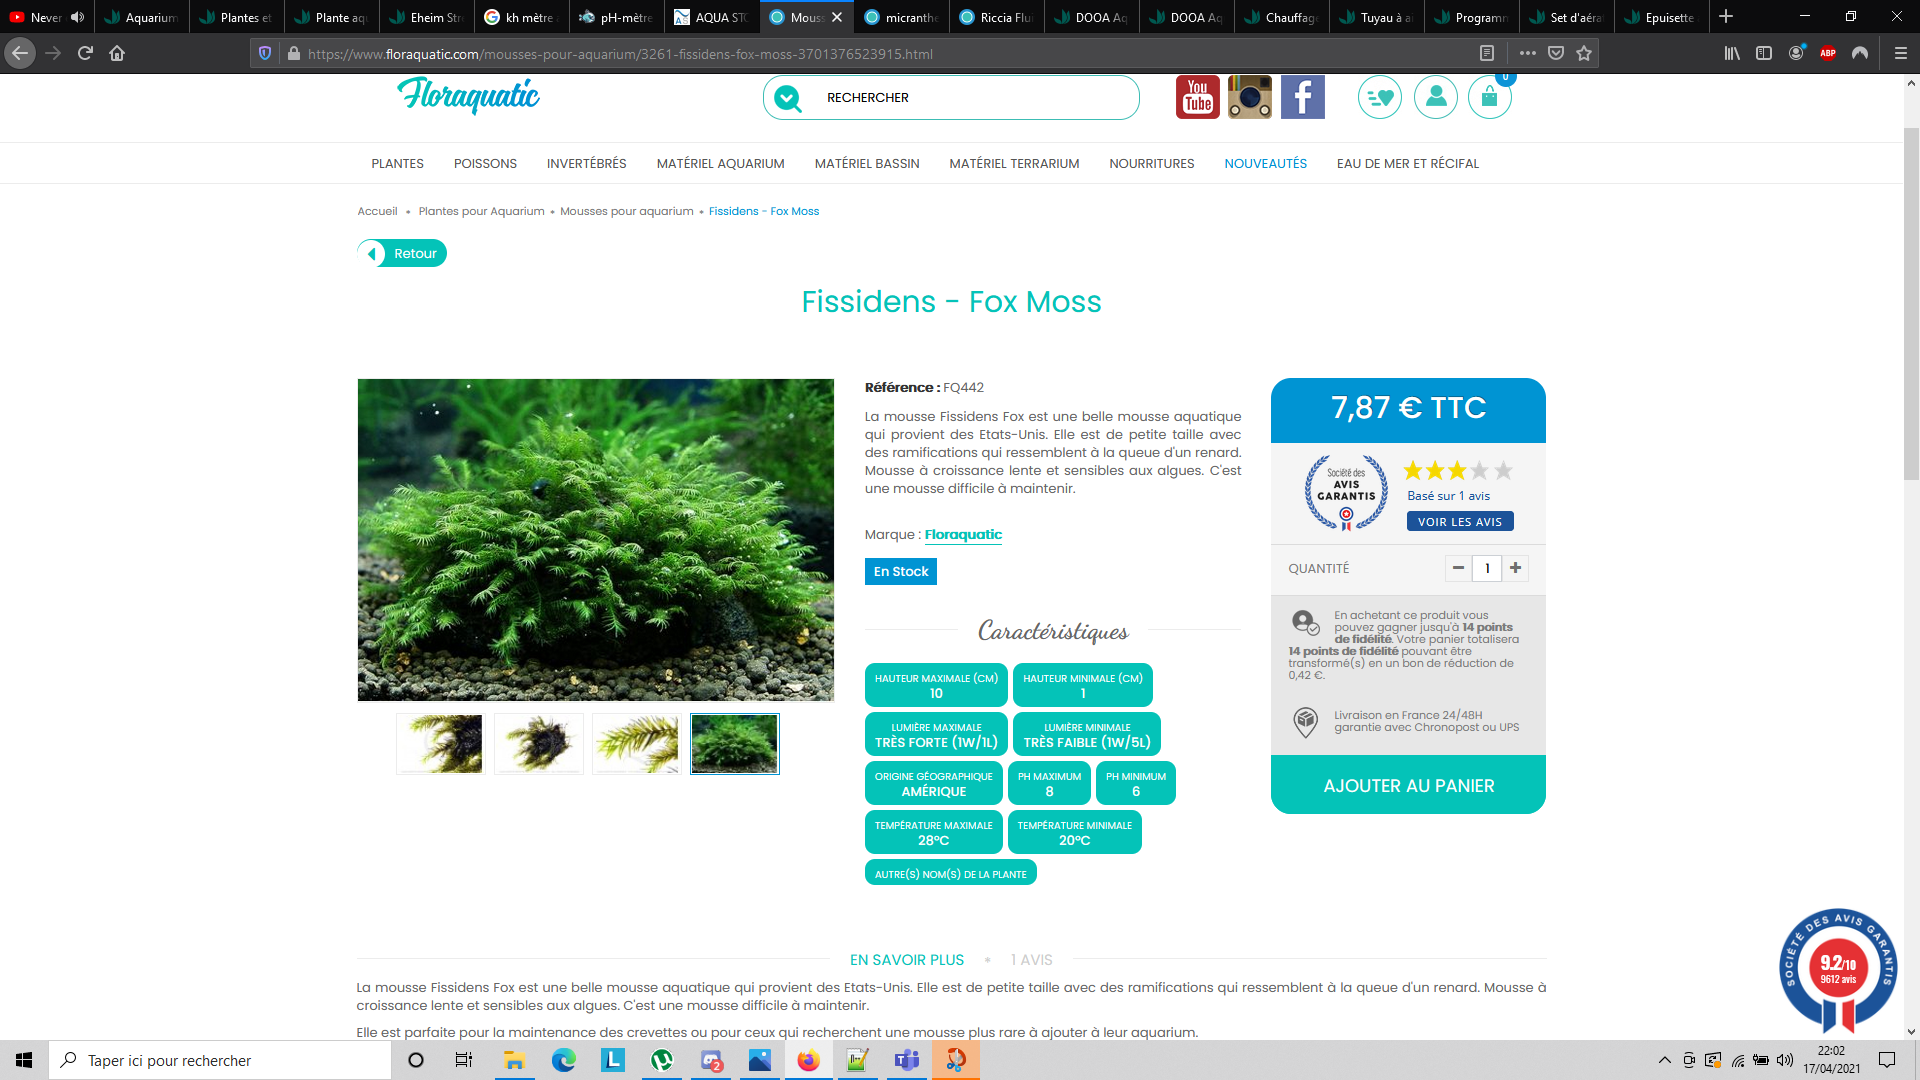 Never
Aquarium
Plantes et
Plante aq
Eheim Str
kh mètre
pH-mètre
AQUA STO
Mouss
micranthe
Riccia Flui
DOOA Aq
DOOA Aq
Chauffage
Tuyau à ai
Programm
Set d'aéra
Epuisette
https://www.floraquatic.com/mousses-pour-aquarium/3261-fissidens-fox-moss-3701376523915.html
ABP
Floraquatic
RECHERCHER
You Tube
f
0
PLANTES
POISSONS
INVERTÉBRÉS
MATÉRIEL AQUARIUM
MATÉRIEL BASSIN
MATÉRIEL TERRARIUM
NOURRITURES
NOUVEAUTÉS
EAU DE MER ET RÉCIFAL
Accueil • Plantes pour Aquarium • Mousses pour aquarium • Fissidens - Fox Moss
Retour
Fissidens - Fox Moss
Référence : FQ442
La mousse Fissidens Fox est une belle mousse aquatique
qui provient des Etats-Unis. Elle est de petite taille avec
des ramifications qui ressemblent à la queue d'un renard.
Mousse à croissance lente et sensibles aux algues. C'est
une mousse difficile à maintenir.
Marque : Floraquatic
En Stock
Caractéristiques
HAUTEUR MAXIMALE (CM)
10
HAUTEUR MINIMALE (CM)
1
LUMIÈRE MAXIMALE
TRÈS FORTE (1W/1L)
LUMIÈRE MINIMALE
TRÈS FAIBLE (1W/5L)
ORIGINE GÉOGRAPHIQUE
AMÉRIQUE
PH MAXIMUM
8
PH MINIMUM
6
TEMPÉRATURE MAXIMALE
28°C
TEMPÉRATURE MINIMALE
20°C
AUTRE(S) NOM(S) DE LA PLANTE
7,87 € TTC
Société des
AVIS
GARANTIS
Basé sur 1 avis
VOIR LES AVIS
QUANTITÉ
− 1 +
En achetant ce produit vous
pouvez gagner jusqu'à 14 points
de fidélité. Votre panier totalisera
14 points de fidélité pouvant être
transformé(s) en un bon de réduction de
0,42 €.
Livraison en France 24/48H
garantie avec Chronopost ou UPS
AJOUTER AU PANIER
EN SAVOIR PLUS • 1 AVIS
La mousse Fissidens Fox est une belle mousse aquatique qui provient des Etats-Unis. Elle est de petite taille avec des ramifications qui ressemblent à la queue d'un renard. Mousse à
croissance lente et sensibles aux algues. C'est une mousse difficile à maintenir.
Elle est parfaite pour la maintenance des crevettes ou pour ceux qui recherchent une mousse plus rare à ajouter à leur aquarium.
SOCIÉTÉ DES AVIS GARANTIS
9.2/10
9612 avis
Taper ici pour rechercher
L
2
22:02
17/04/2021